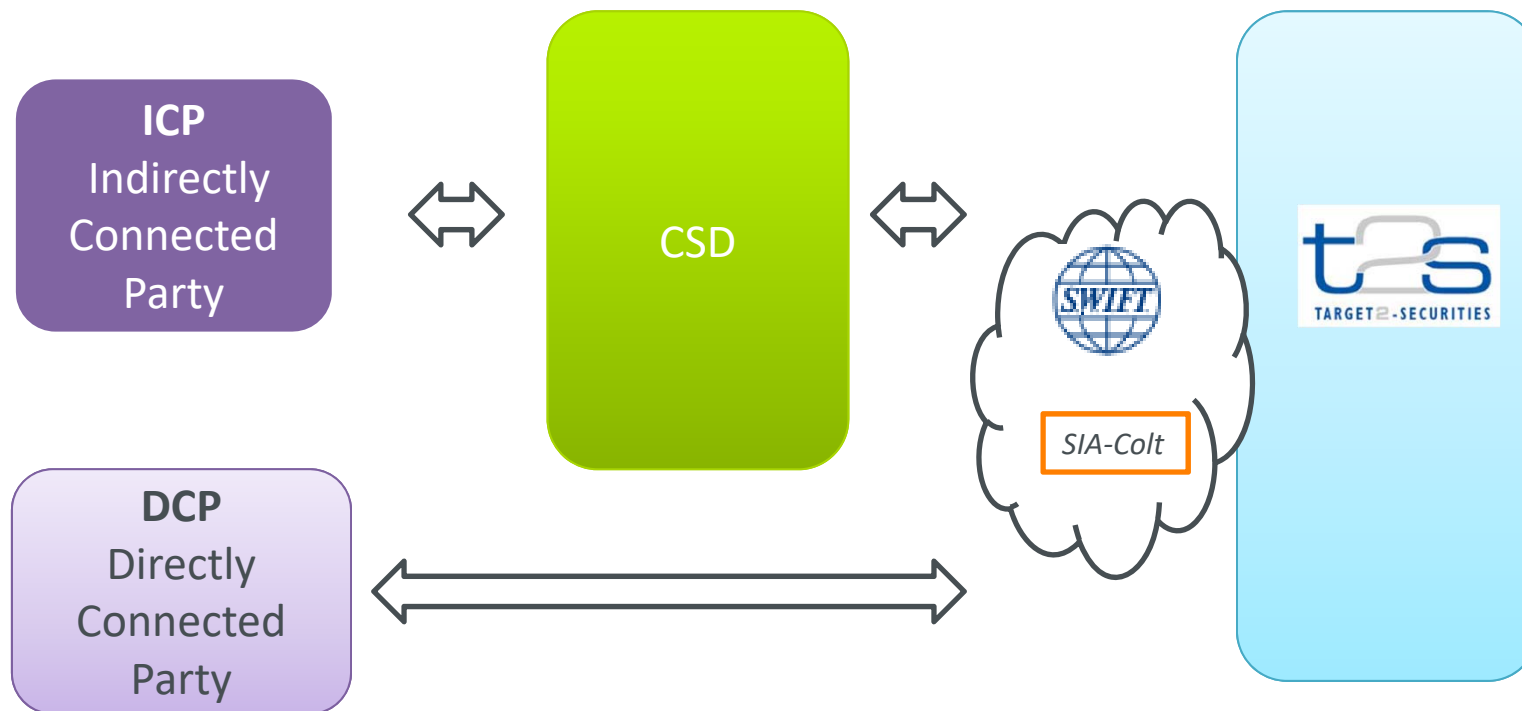 ICP
Indirectly
Connected
Party
CSD
SWIFT
SIA-Colt
t2s
TARGET2-SECURITIES
DCP
Directly
Connected
Party